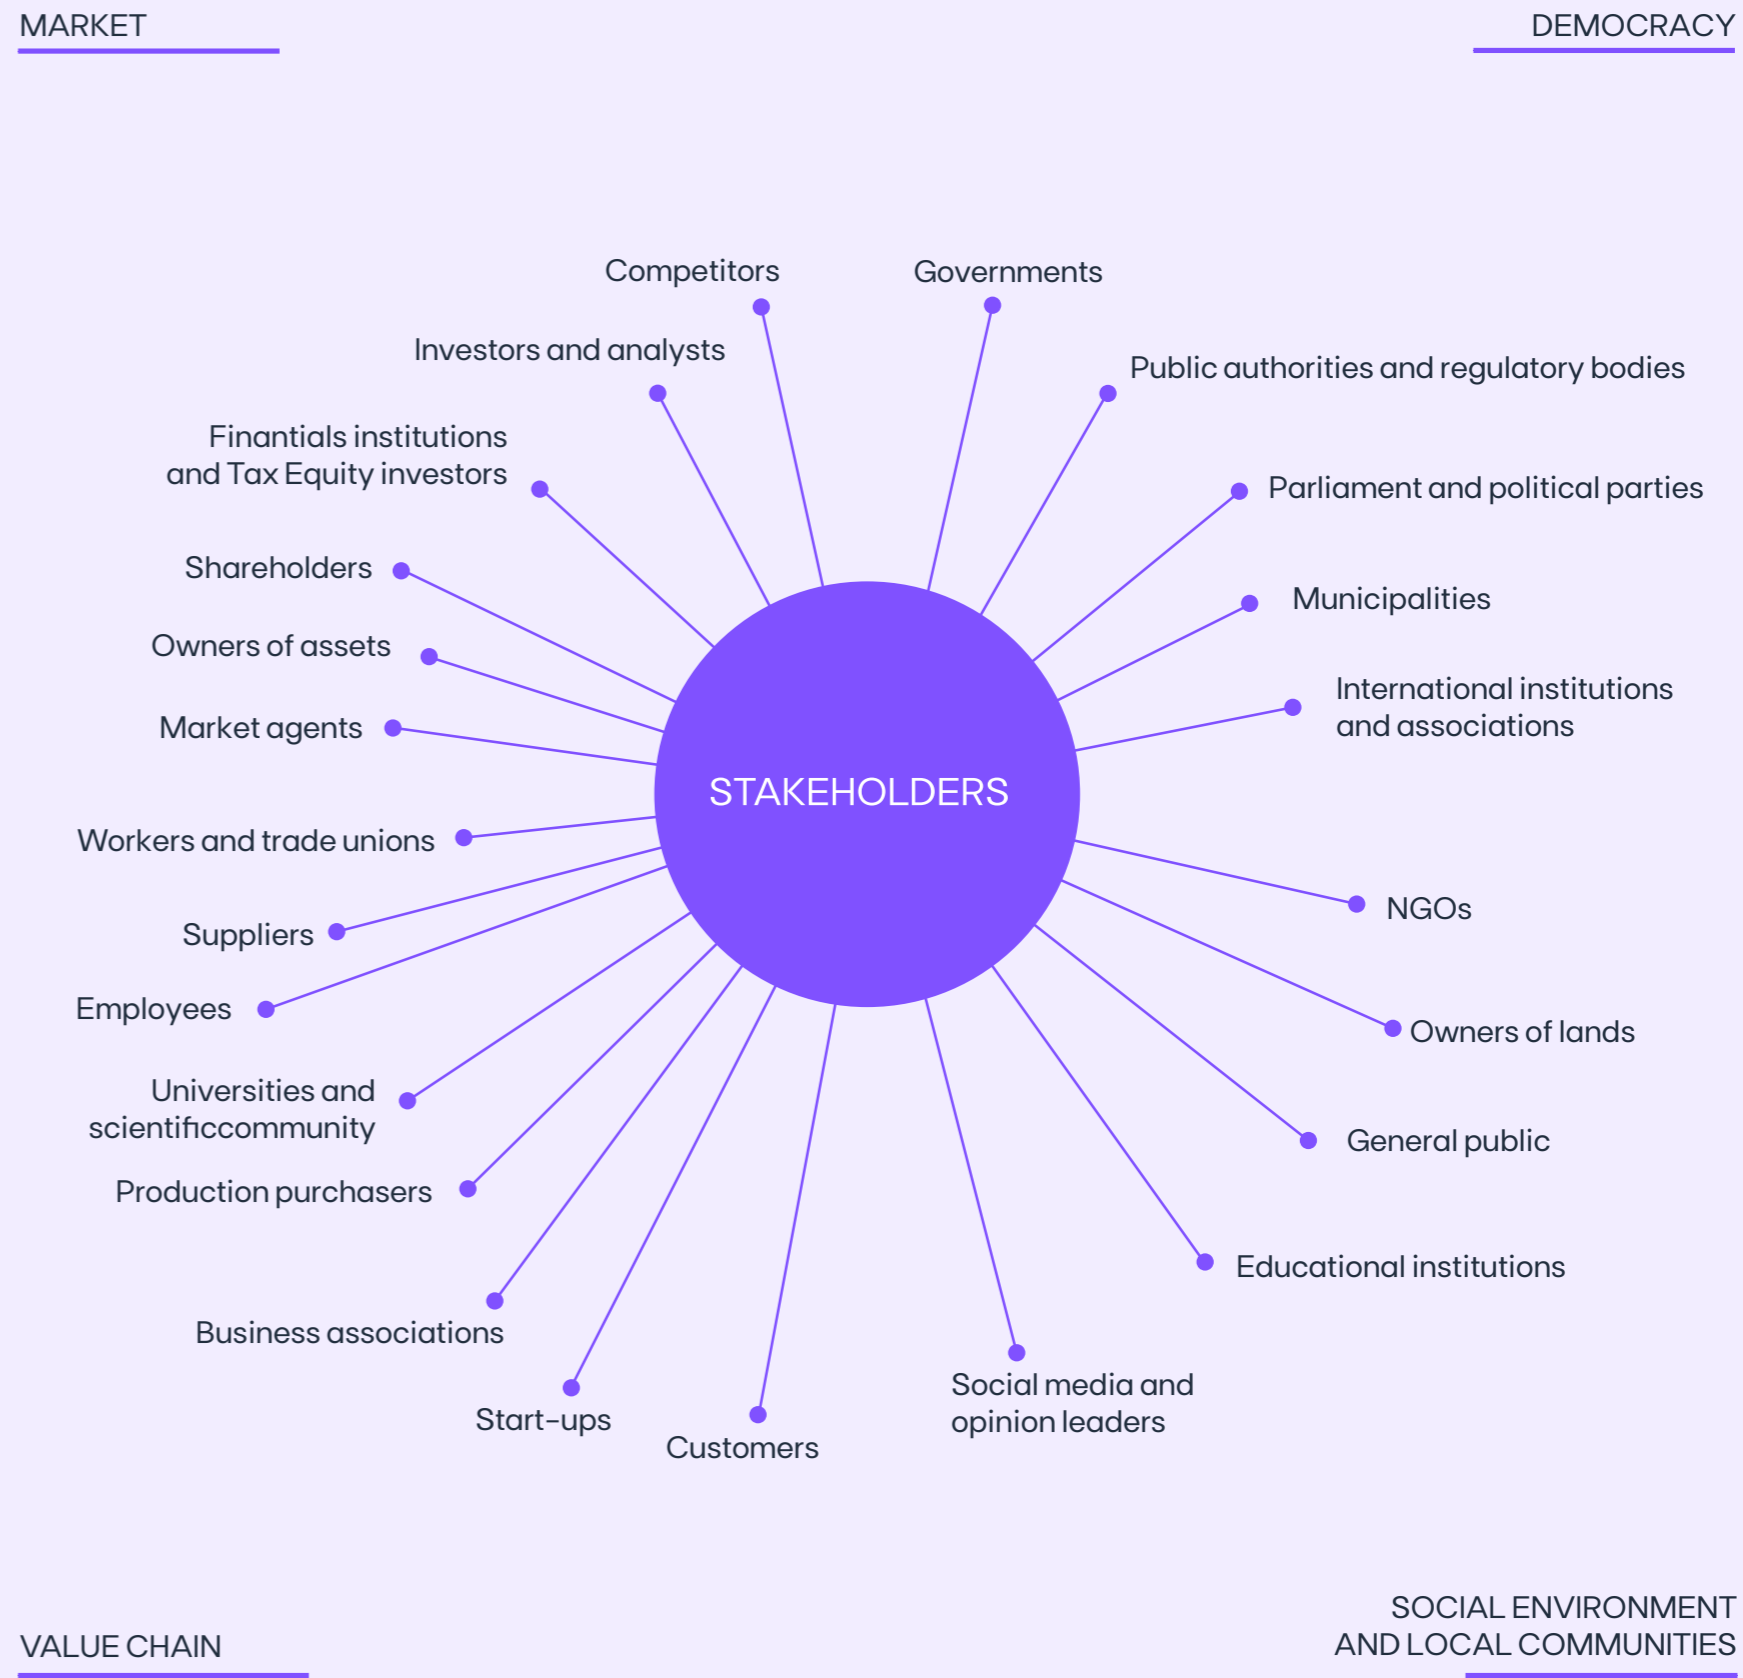 MARKET
DEMOCRACY
Competitors
Governments
Investors and analysts
Public authorities and regulatory bodies
Finantials institutions
and Tax Equity investors
Parliament and political parties
Shareholders
Municipalities
Owners of assets
International institutions
and associations
Market agents
STAKEHOLDERS
Workers and trade unions
NGOs
Suppliers
Employees
Owners of lands
Universities and
scientificcommunity
General public
Production purchasers
Educational institutions
Business associations
Social media and
opinion leaders
Start-ups
Customers
VALUE CHAIN
SOCIAL ENVIRONMENT
AND LOCAL COMMUNITIES